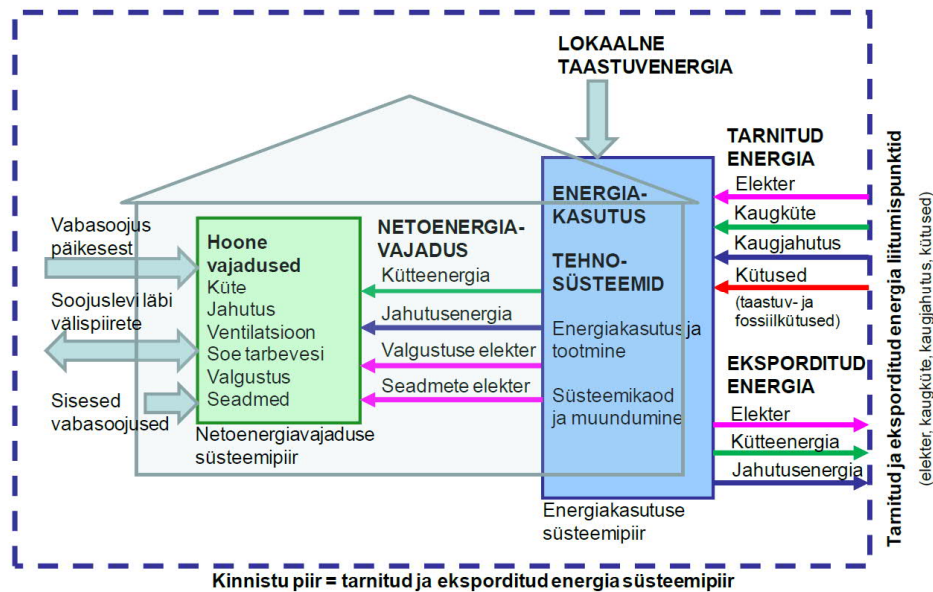 LOKAALNE
TAASTUVENERGIA
Vabasoojus
päikesest
Soojuslevi läbi
välispiirete
Sisesed
vabasoojused
Hoone
vajadused
Küte
Jahutus
Ventilatsioon
Soe tarbevesi
Valgustus
Seadmed
Netoenergiavajaduse
süsteemipiir
NETOENERGIA-
VAJADUS
Kütteenergia
Jahutusenergia
Valgustuse elekter
Seadmete elekter
ENERGIA-
KASUTUS
TEHNO-
SÜSTEEMID
Energiakasutus ja
tootmine
Süsteemikaod
ja muundumine
Energiakasutuse
süsteemipiir
TARNITUD
ENERGIA
Elekter
Kaugküte
Kaugjahutus
Kütused
(taastuv- ja
fossiilkütused)
EKSPORDITUD
ENERGIA
Elekter
Kütteenergia
Jahutusenergia
Tarnitud ja eksporditud energia liitumispunktid
(elekter, kaugküte, kaugjahutus, kütused)
Kinnistu piir = tarnitud ja eksporditud energia süsteemipiir